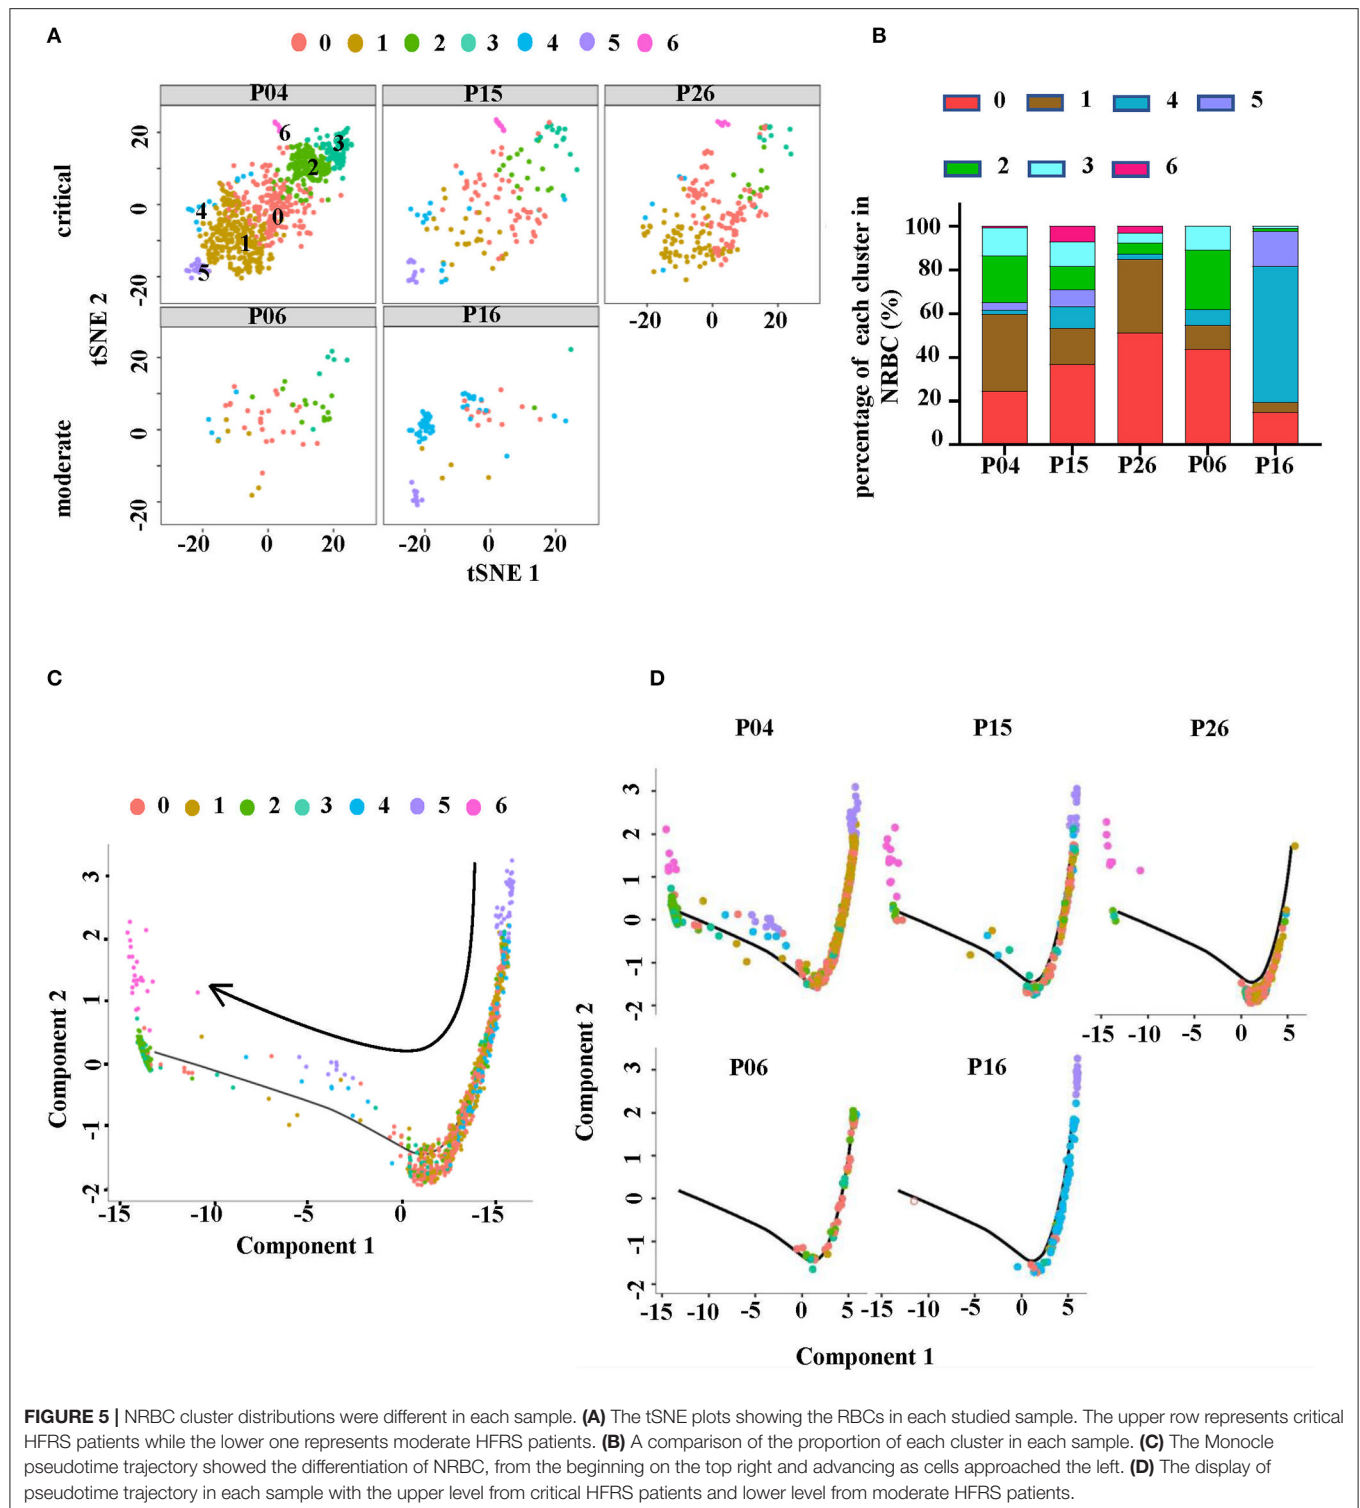 A
0 1 2 3 4 5 6
P04 P15 P26
critical
20
0
-20
6
3
2
4
0
1
5
-20 0 20
P06 P16
moderate
20
0
-20
tSNE 2
-20 0 20 -20 0 20
tSNE 1
B
0 1 4 5
2 3 6
percentage of each cluster in
NRBC (%)
100
80
60
40
20
0
P04 P15 P26 P06 P16
C
0 1 2 3 4 5 6
Component 2
3
2
1
0
-1
-2
-15 -10 -5 0 -15
Component 1
D
P04 P15 P26
3
2
1
0
-1
-2
-15 -10 -5 0 5
Component 2
P06 P16
3
2
1
0
-1
-2
-15 -10 -5 0 5 -15 -10 -5 0 5
Component 1
FIGURE 5 | NRBC cluster distributions were different in each sample. (A) The tSNE plots showing the RBCs in each studied sample. The upper row represents critical
HFRS patients while the lower one represents moderate HFRS patients. (B) A comparison of the proportion of each cluster in each sample. (C) The Monocle
pseudotime trajectory showed the differentiation of NRBC, from the beginning on the top right and advancing as cells approached the left. (D) The display of
pseudotime trajectory in each sample with the upper level from critical HFRS patients and lower level from moderate HFRS patients.